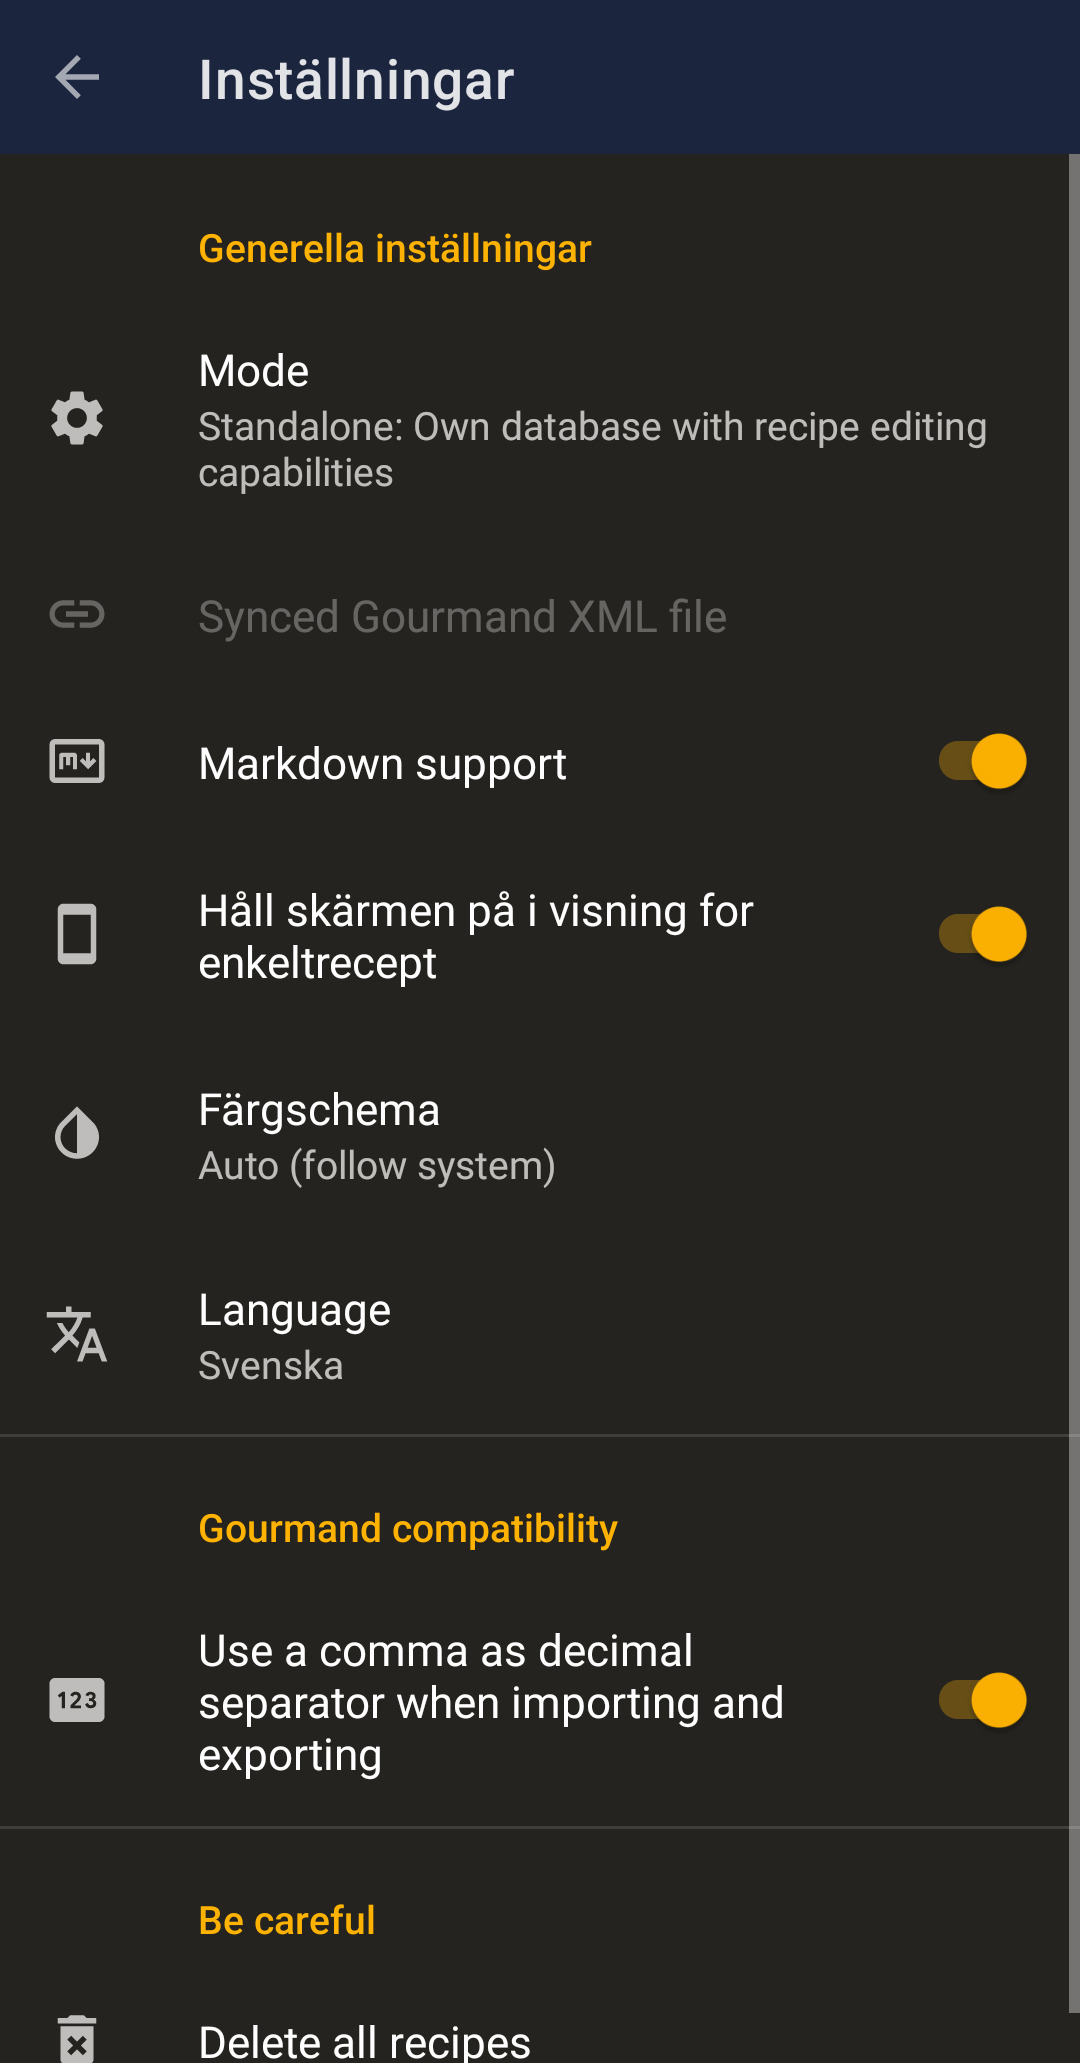 Inställningar
Generella inställningar
Mode
Standalone: Own database with recipe editing
capabilities
Synced Gourmand XML file
Markdown support
Håll skärmen på i visning for
enkeltrecept
Färgschema
Auto (follow system)
Language
Svenska
Gourmand compatibility
Use a comma as decimal
separator when importing and
exporting
123
Be careful
Delete all recipes